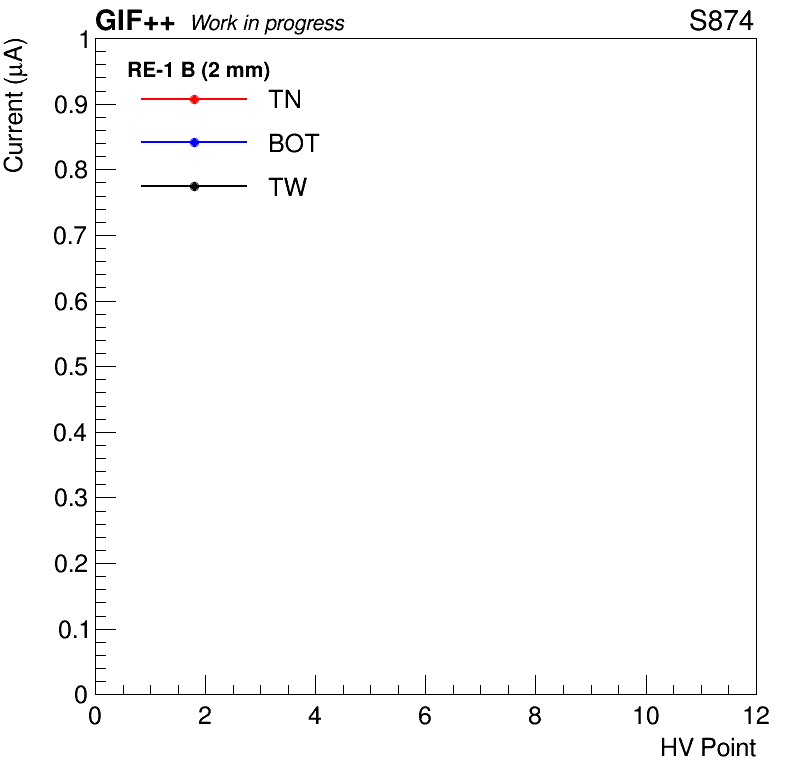 GIF++ Work in progress S874
Current (μA)
RE-1 B (2 mm)
TN
BOT
TW
1
0.9
0.8
0.7
0.6
0.5
0.4
0.3
0.2
0.1
0
0 2 4 6 8 10 12
HV Point